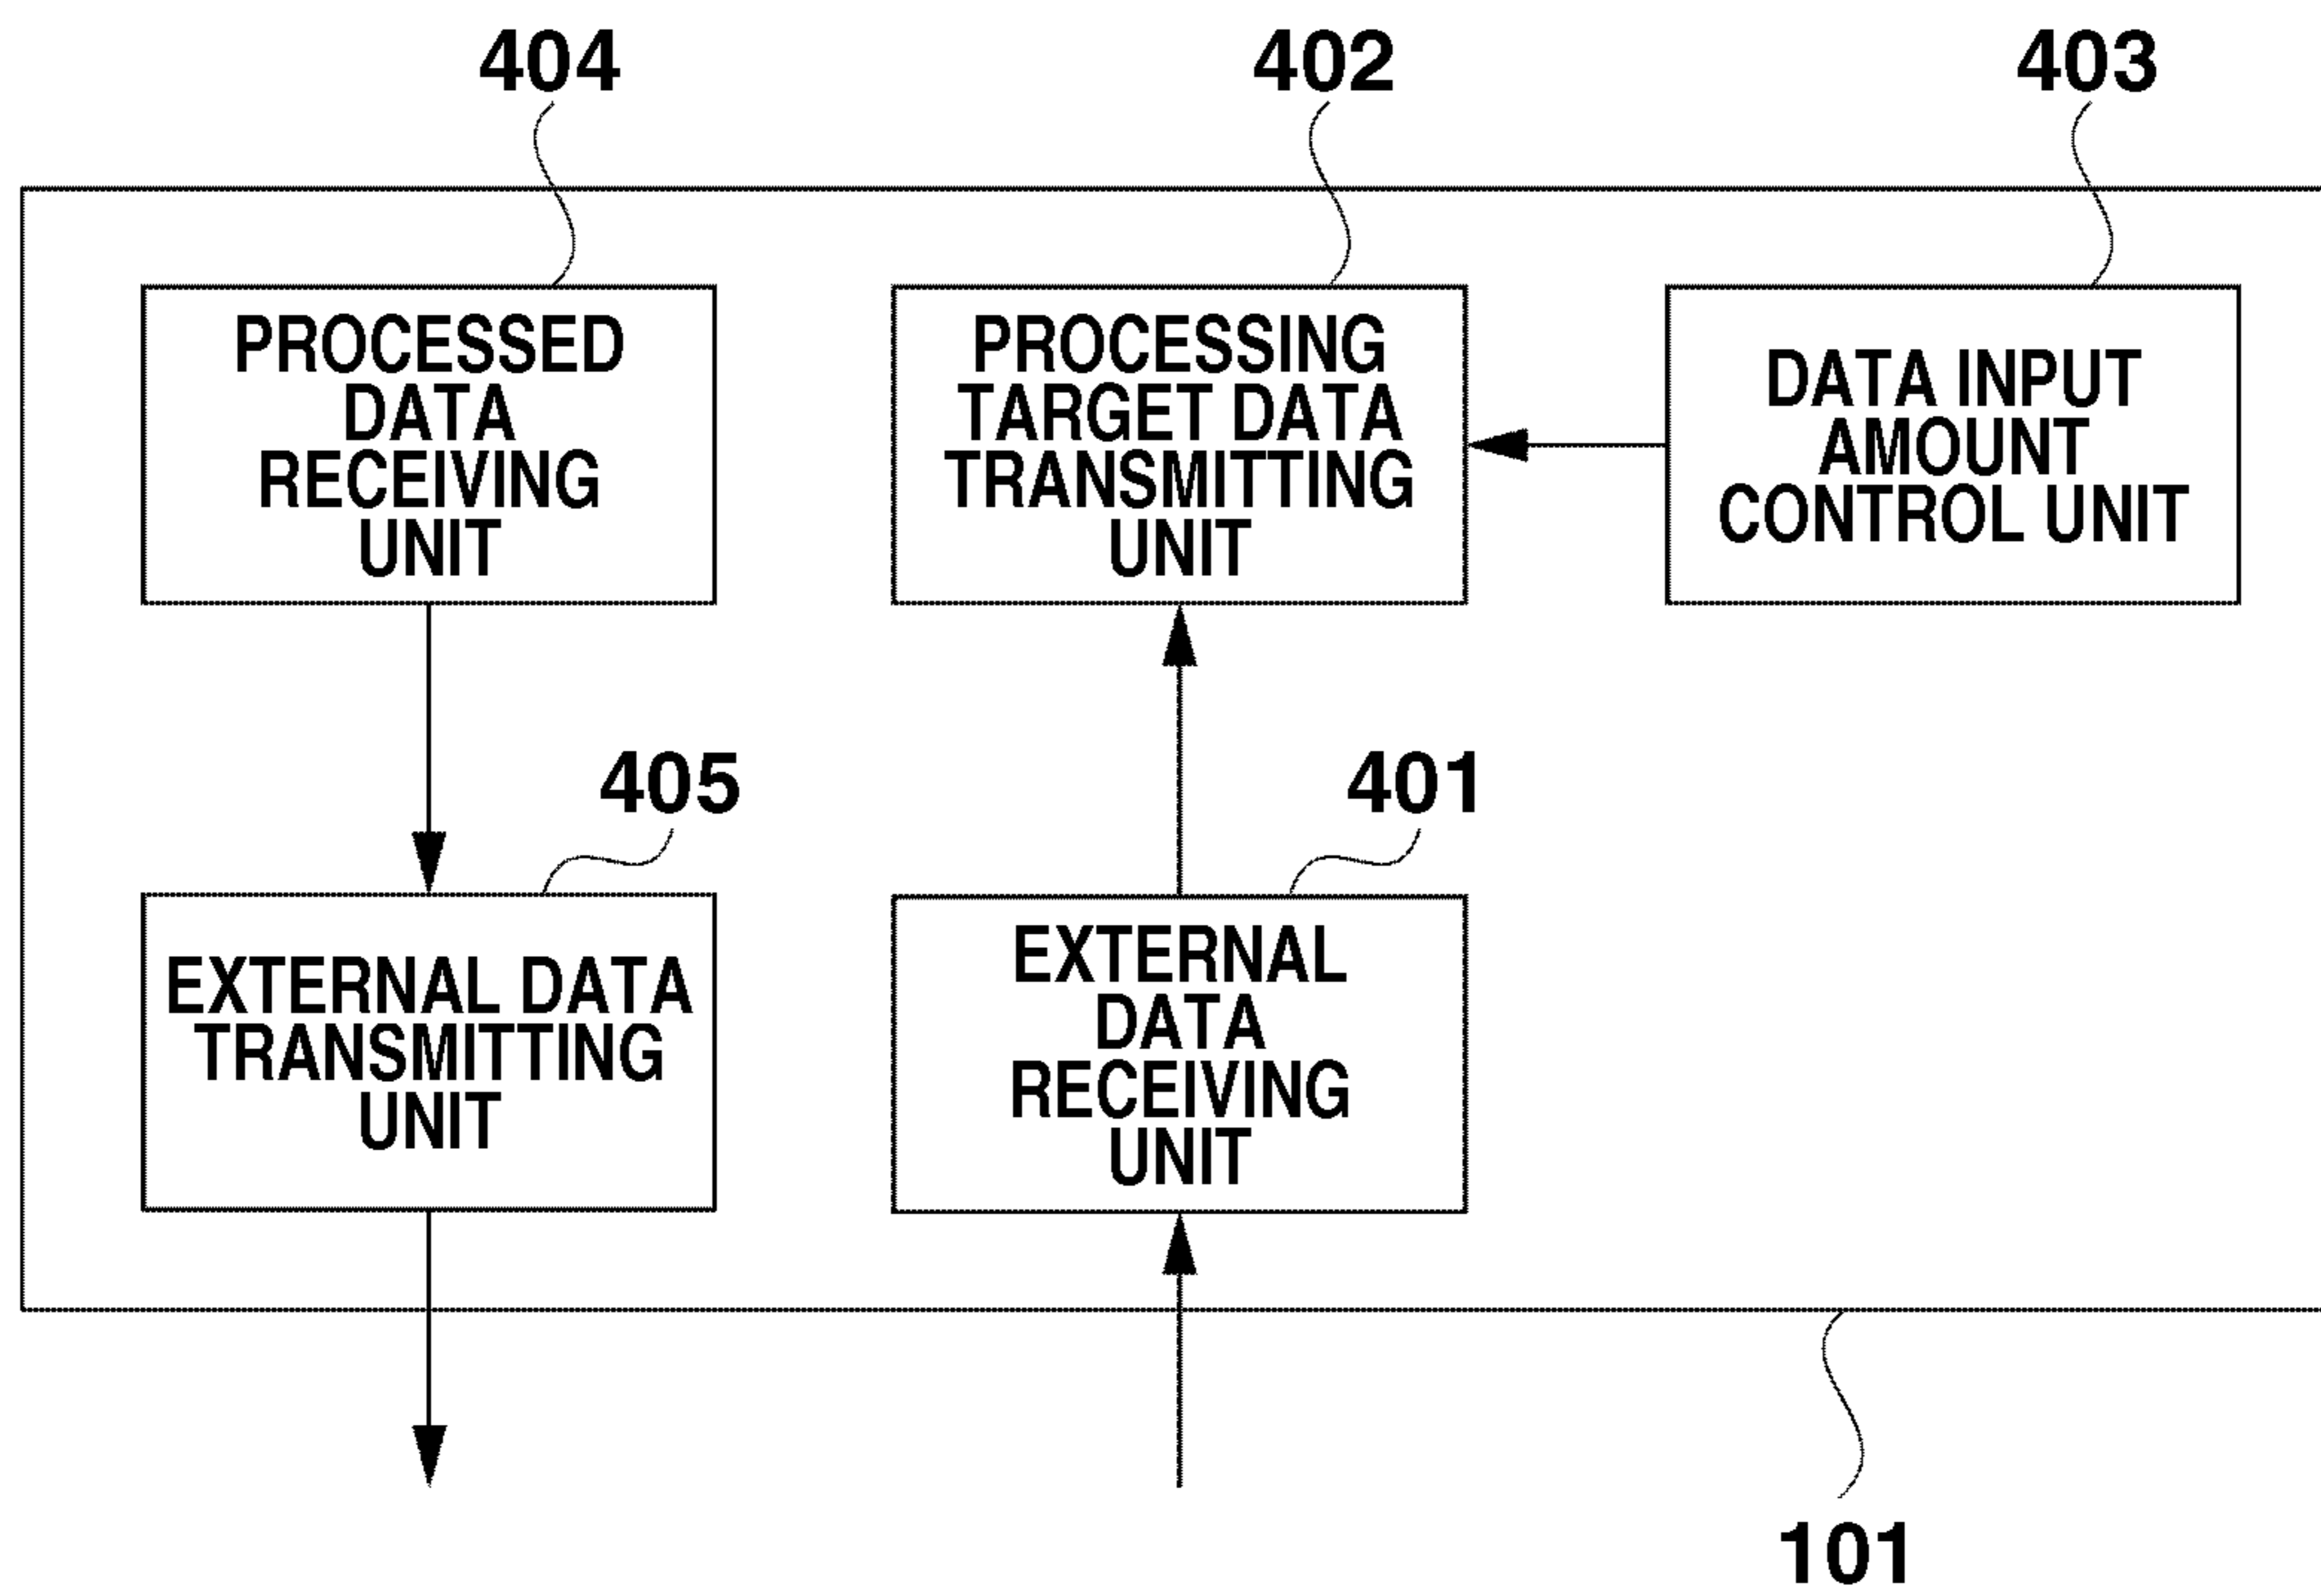 404
402
403
PROCESSED
DATA
RECEIVING
UNIT
PROCESSING
TARGET DATA
TRANSMITTING
UNIT
DATA INPUT
AMOUNT
CONTROL UNIT
405
401
EXTERNAL DATA
TRANSMITTING
UNIT
EXTERNAL
DATA
RECEIVING
UNIT
101